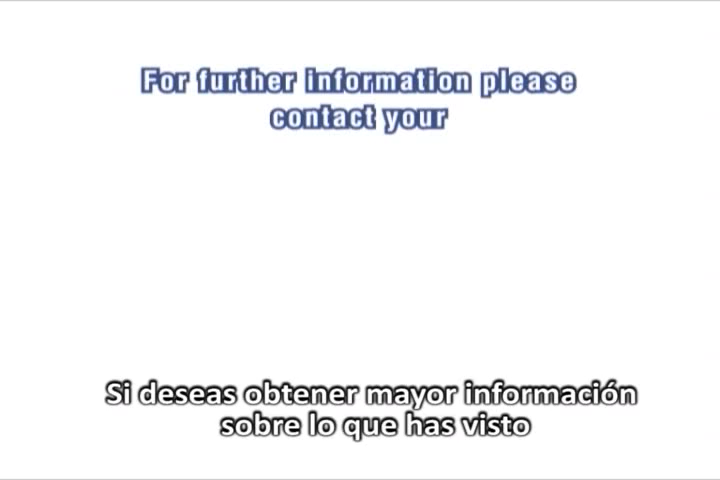 For further information please
contact your
Si deseas obtener mayor información
sobre lo que has visto